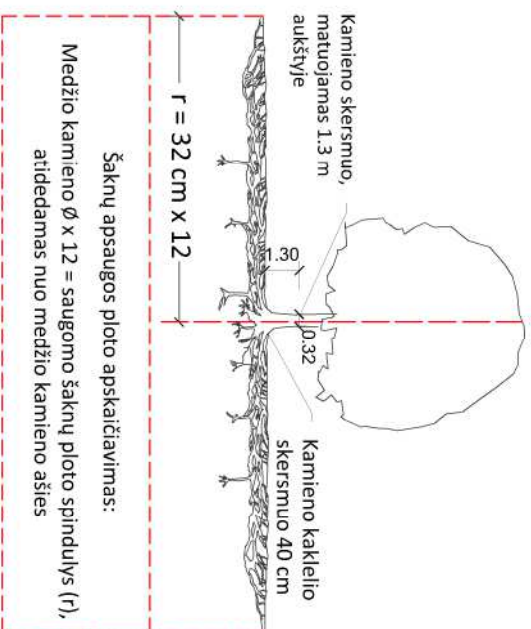 Kamieno skersmuo,
matuojamas 1.3 m
aukštyje
1.30
0.32
Kamieno kaklelio
skersmuo 40 cm
r = 32 cm x 12
Šaknų apsaugos ploto apskaičiavimas:
Medžio kamieno Ø x 12 = saugomo šaknų ploto spindulys (r),
atidedamas nuo medžio kamieno ašies